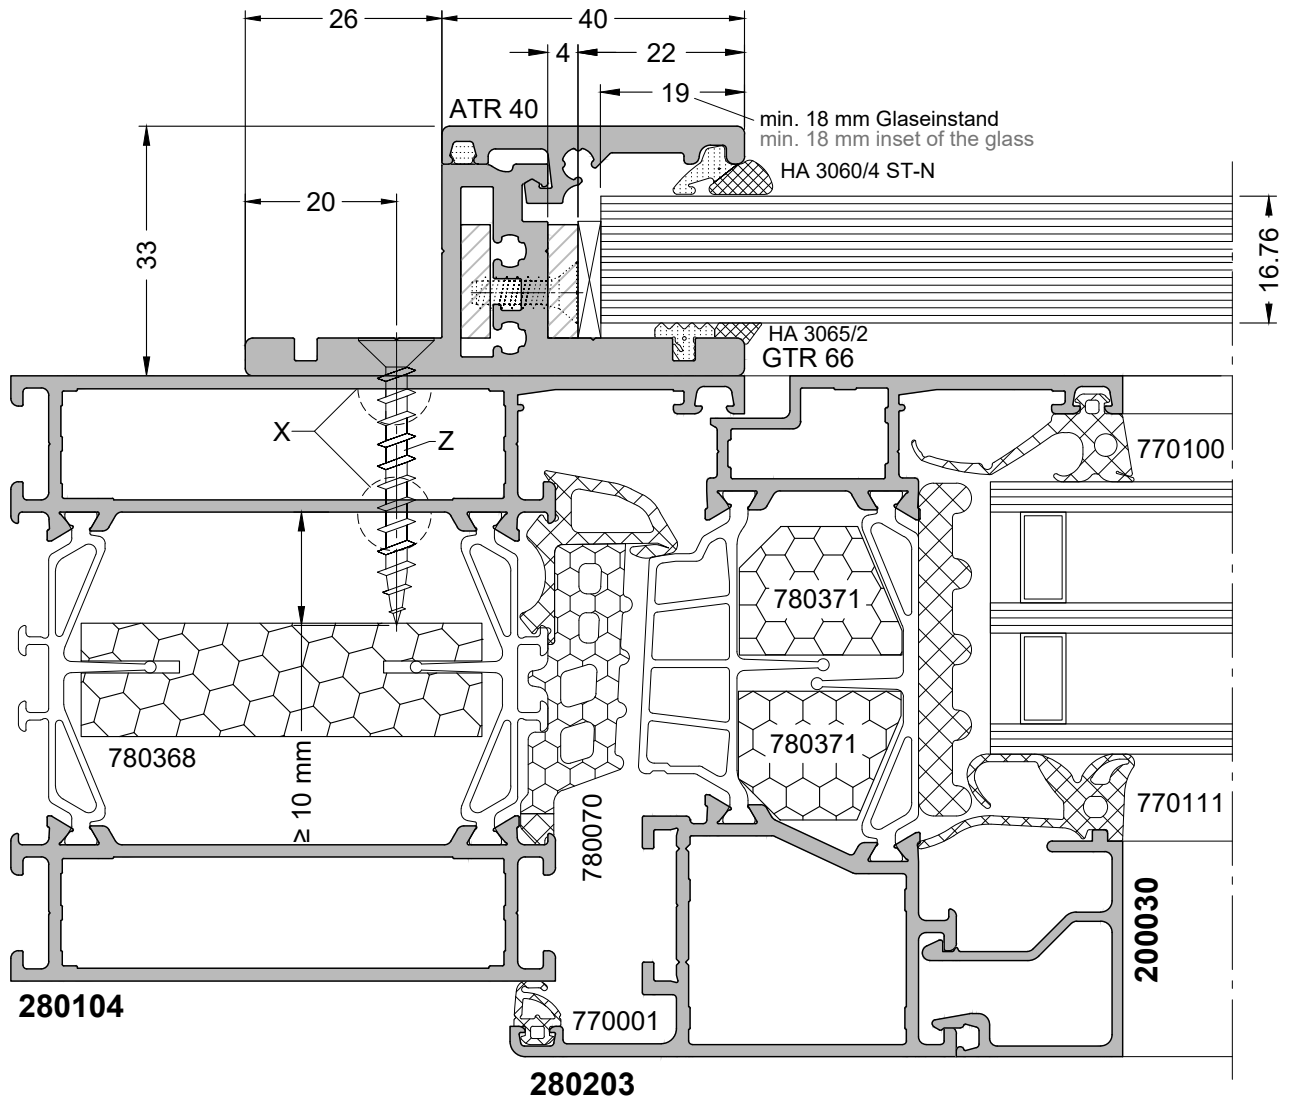 26
40
4
22
19
ATR 40
min. 18 mm Glaseinstand
min. 18 mm inset of the glass
HA 3060/4 ST-N
20
33
16.76
HA 3065/2
GTR 66
X
Z
770100
780371
780371
780368
≥ 10 mm
780070
770111
200030
280104
770001
280203